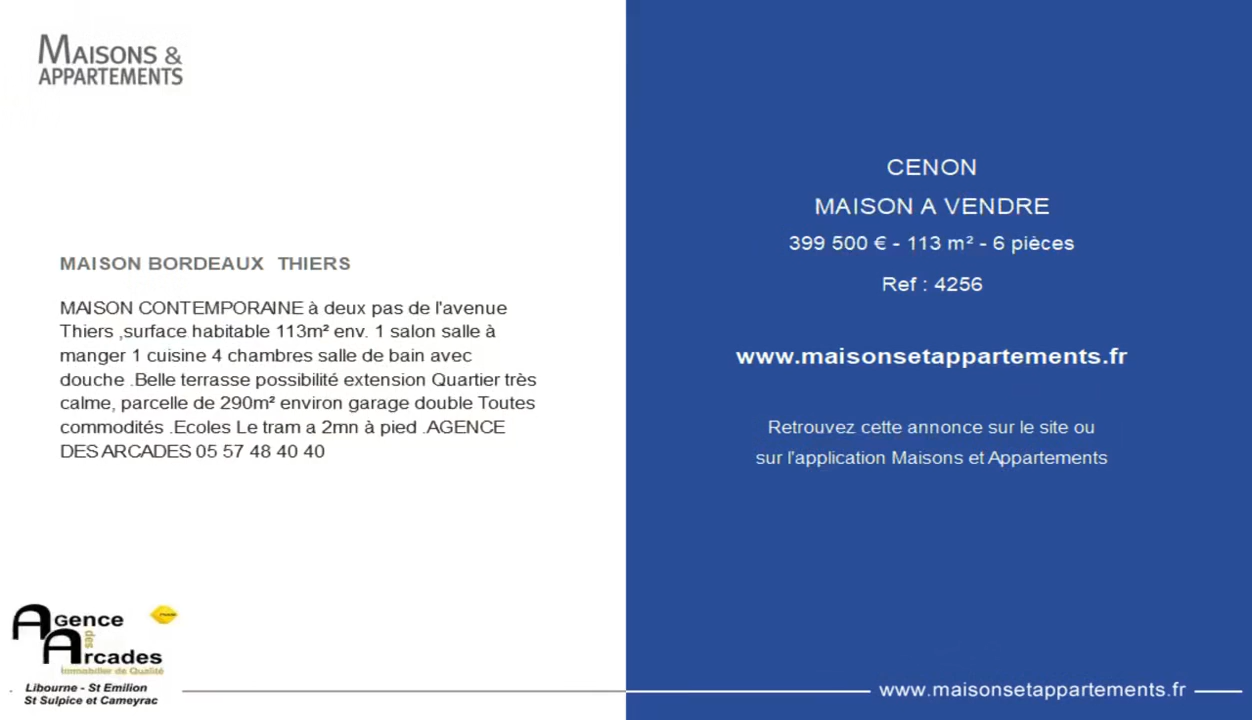 MAISONS &
APPARTEMENTS
MAISON BORDEAUX THIERS
MAISON CONTEMPORAINE à deux pas de l'avenue
Thiers ,surface habitable 113m² env. 1 salon salle à
manger 1 cuisine 4 chambres salle de bain avec
douche .Belle terrasse possibilité extension Quartier très
calme, parcelle de 290m² environ garage double Toutes
commodités .Ecoles Le tram a 2mn à pied .AGENCE
DES ARCADES 05 57 48 40 40
Agence
des
Arcades
Immobilier de Qualité
Libourne - St Emilion
St Sulpice et Cameyrac
CENON
MAISON A VENDRE
399 500 € - 113 m² - 6 pièces
Ref : 4256
www.maisonsetappartements.fr
Retrouvez cette annonce sur le site ou
sur l'application Maisons et Appartements
www.maisonsetappartements.fr